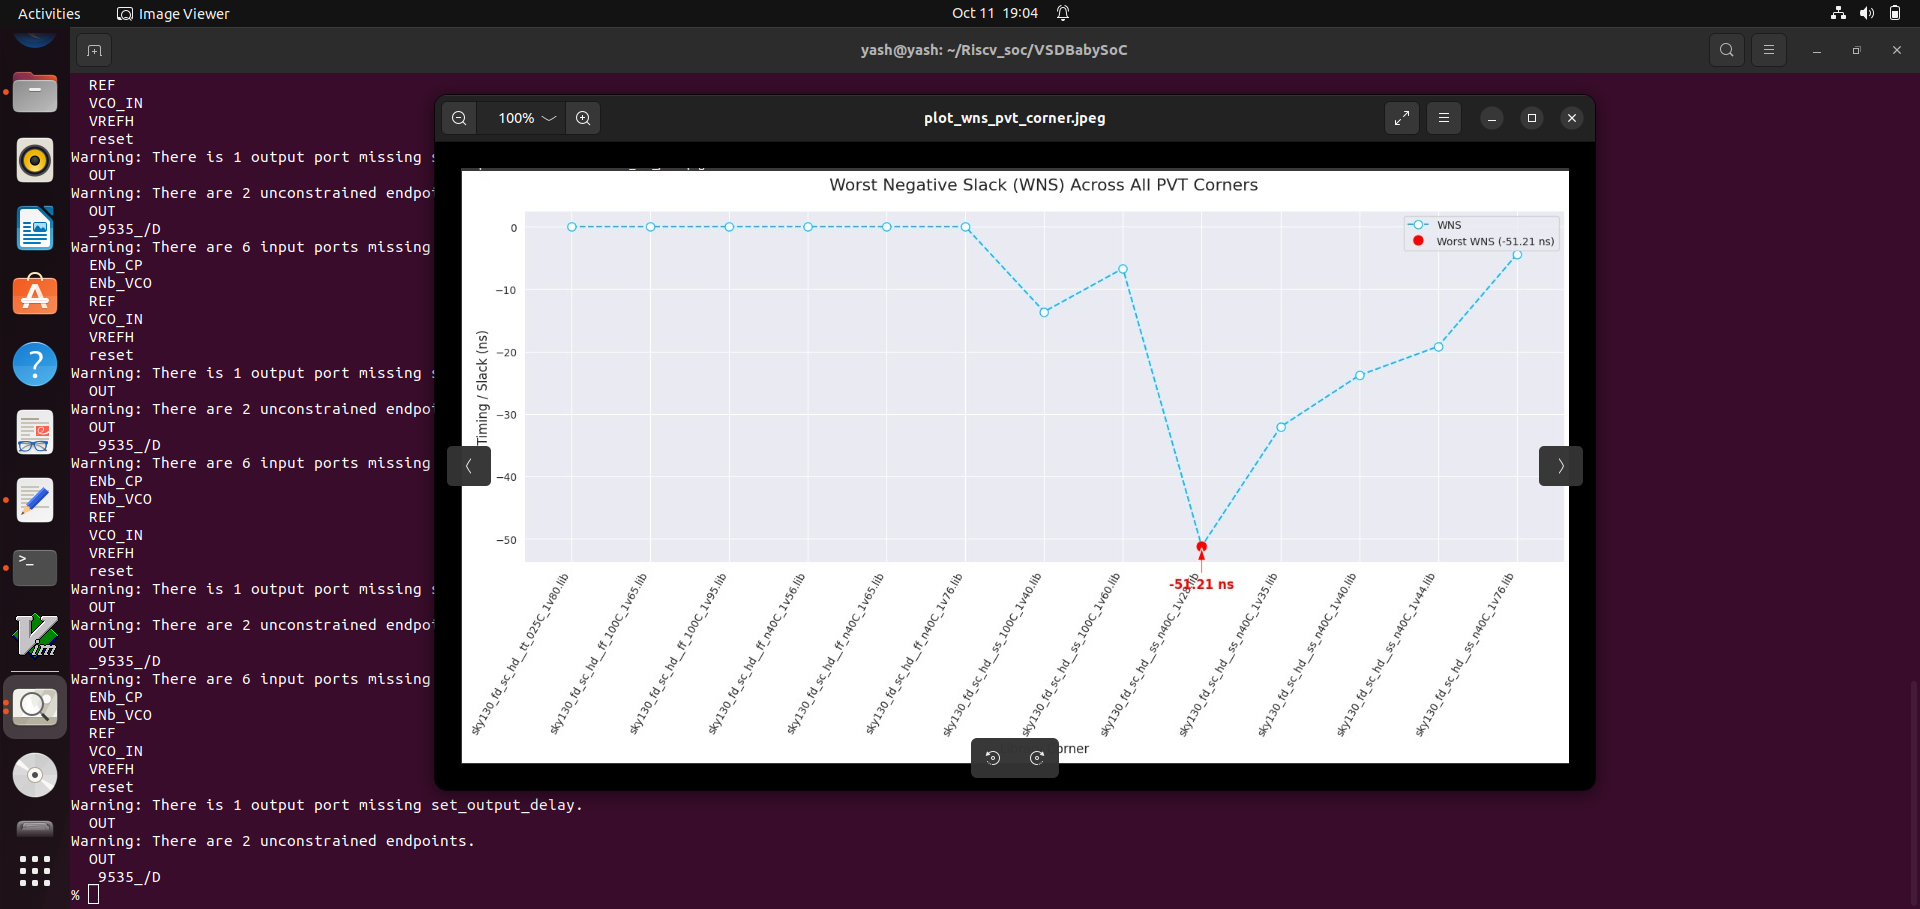 Activities
Image Viewer
Oct 11 19:04
yash@yash: ~/Riscv_soc/VSDBabySoC
REF
VCO_IN
VREFH
reset
Warning: There is 1 output port missing
OUT
Warning: There are 2 unconstrained
OUT
_9535_/D
Warning: There are 6 input ports missing
ENb_CP
ENb_VCO
REF
VCO_IN
VREFH
reset
Warning: There is 1 output port missing
OUT
Warning: There are 2 unconstrained
OUT
_9535_/D
Warning: There are 6 input ports missing
ENb_CP
ENb_VCO
REF
VCO_IN
VREFH
reset
Warning: There is 1 output port missing
OUT
Warning: There are 2 unconstrained
OUT
_9535_/D
Warning: There are 6 input ports missing
ENb_CP
ENb_VCO
REF
VCO_IN
VREFH
reset
Warning: There is 1 output port missing set_output_delay.
OUT
Warning: There are 2 unconstrained endpoints.
OUT
_9535_/D
%
100%
plot_wns_pvt_corner.jpeg
Worst Negative Slack (WNS) Across All PVT Corners
WNS
Worst WNS (-51.21 ns)
Timing / Slack (ns)
0
−10
−20
−30
−40
−50
-51.21 ns
sky130_fd_sc_hd__tt_025C_1v80.lib
sky130_fd_sc_hd__ff_100C_1v65.lib
sky130_fd_sc_hd__ff_100C_1v95.lib
sky130_fd_sc_hd__ff_n40C_1v56.lib
sky130_fd_sc_hd__ff_n40C_1v65.lib
sky130_fd_sc_hd__ff_n40C_1v76.lib
sky130_fd_sc_hd__ss_100C_1v40.lib
sky130_fd_sc_hd__ss_100C_1v60.lib
sky130_fd_sc_hd__ss_n40C_1v28.lib
sky130_fd_sc_hd__ss_n40C_1v35.lib
sky130_fd_sc_hd__ss_n40C_1v40.lib
sky130_fd_sc_hd__ss_n40C_1v44.lib
sky130_fd_sc_hd__ss_n40C_1v76.lib